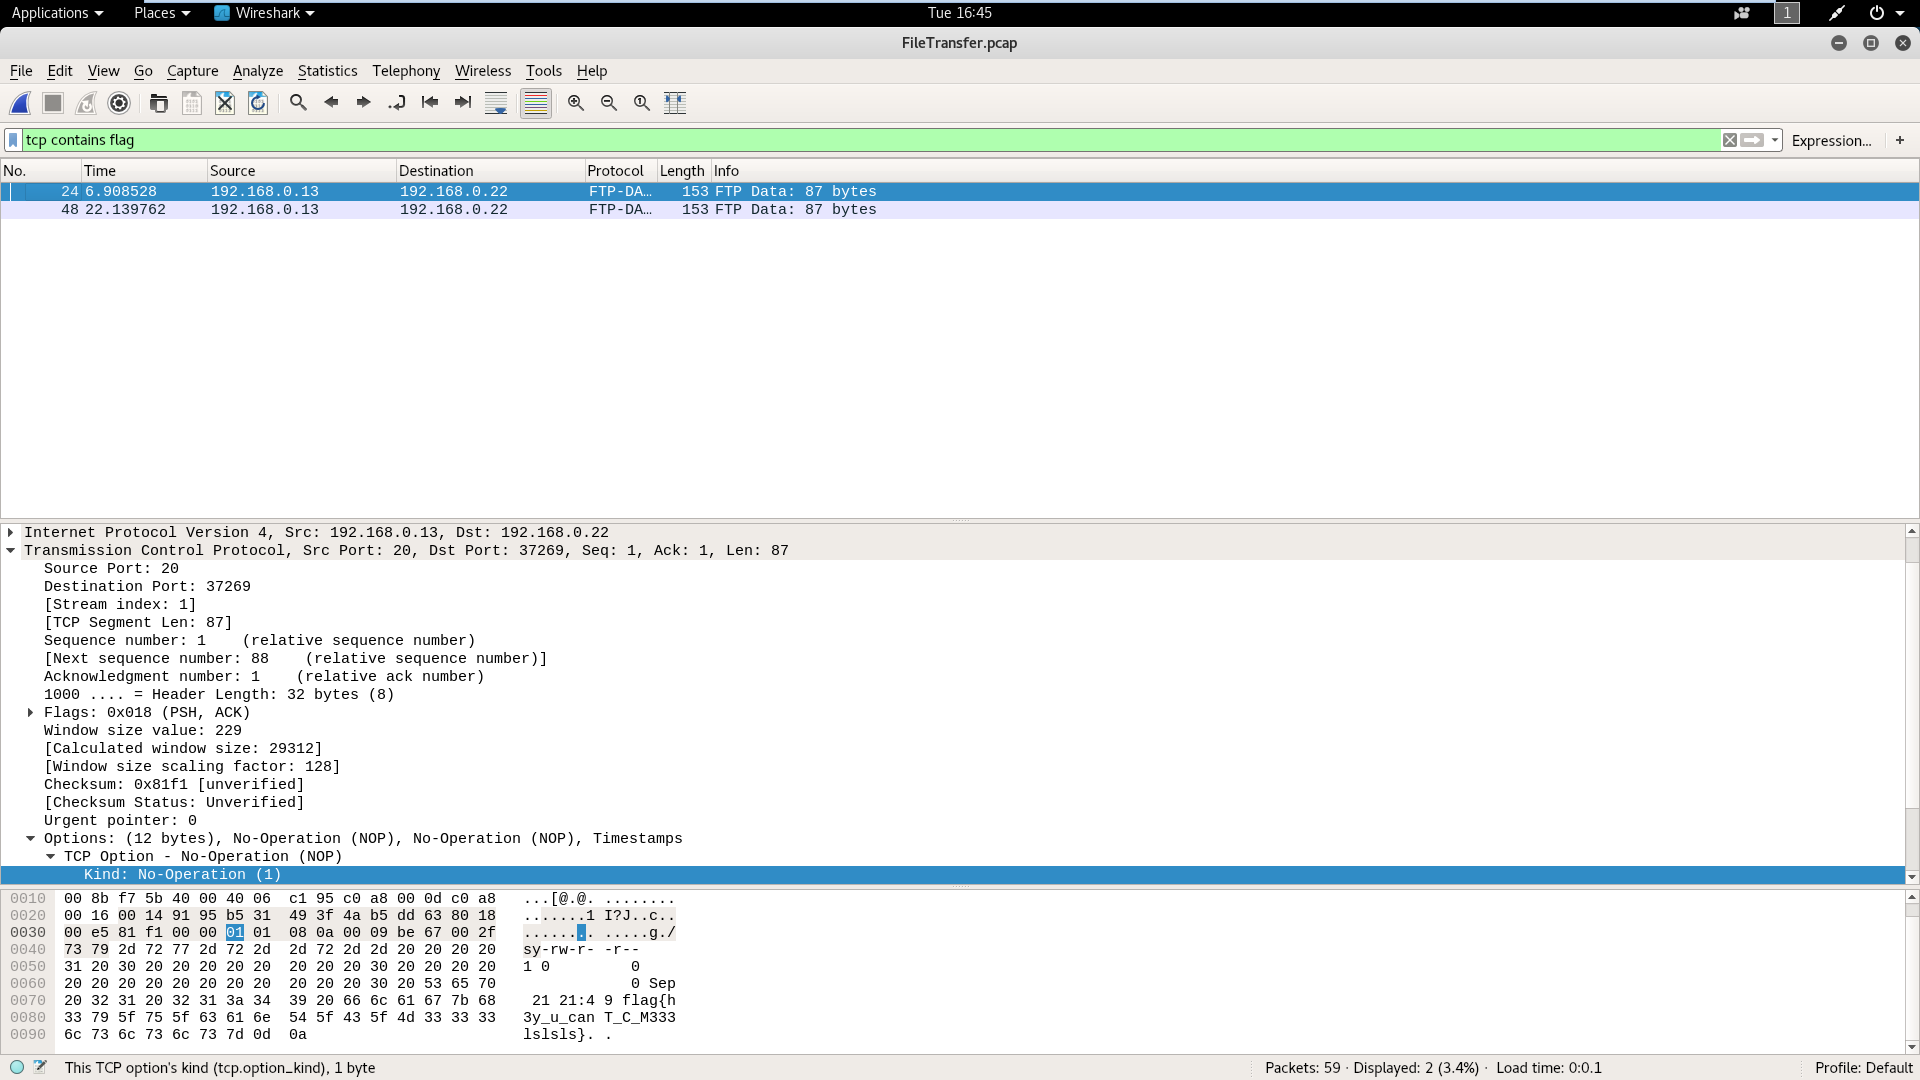 Applications Places Wireshark Tue 16:45 1
FileTransfer.pcap
File Edit View Go Capture Analyze Statistics Telephony Wireless Tools Help
tcp contains flag Expression... +
No. Time Source Destination Protocol Length Info
24 6.908528 192.168.0.13 192.168.0.22 FTP-DA… 153 FTP Data: 87 bytes
48 22.139762 192.168.0.13 192.168.0.22 FTP-DA… 153 FTP Data: 87 bytes
Internet Protocol Version 4, Src: 192.168.0.13, Dst: 192.168.0.22
Transmission Control Protocol, Src Port: 20, Dst Port: 37269, Seq: 1, Ack: 1, Len: 87
Source Port: 20
Destination Port: 37269
[Stream index: 1]
[TCP Segment Len: 87]
Sequence number: 1    (relative sequence number)
[Next sequence number: 88    (relative sequence number)]
Acknowledgment number: 1    (relative ack number)
1000 .... = Header Length: 32 bytes (8)
Flags: 0x018 (PSH, ACK)
Window size value: 229
[Calculated window size: 29312]
[Window size scaling factor: 128]
Checksum: 0x81f1 [unverified]
[Checksum Status: Unverified]
Urgent pointer: 0
Options: (12 bytes), No-Operation (NOP), No-Operation (NOP), Timestamps
TCP Option - No-Operation (NOP)
Kind: No-Operation (1)
0010 00 8b f7 5b 40 00 40 06 c1 95 c0 a8 00 0d c0 a8 ...[@.@. ........
0020 00 16 00 14 91 95 b5 31 49 3f 4a b5 dd 63 80 18 .......1 I?J..c..
0030 00 e5 81 f1 00 00 01 01 08 0a 00 09 be 67 00 2f ........ .....g./
0040 73 79 2d 72 77 2d 72 2d 2d 72 2d 2d 20 20 20 20 sy-rw-r- -r--
0050 31 20 30 20 20 20 20 20 20 20 20 30 20 20 20 20 1 0 0
0060 20 20 20 20 20 20 20 20 20 20 20 30 20 53 65 70 0 Sep
0070 20 32 31 20 32 31 3a 34 39 20 66 6c 61 67 7b 68 21 21:4 9 flag{h
0080 33 79 5f 75 5f 63 61 6e 54 5f 43 5f 4d 33 33 33 3y_u_can T_C_M333
0090 6c 73 6c 73 6c 73 7d 0d 0a lslsls}. .
This TCP option's kind (tcp.option_kind), 1 byte Packets: 59 · Displayed: 2 (3.4%) · Load time: 0:0.1 Profile: Default